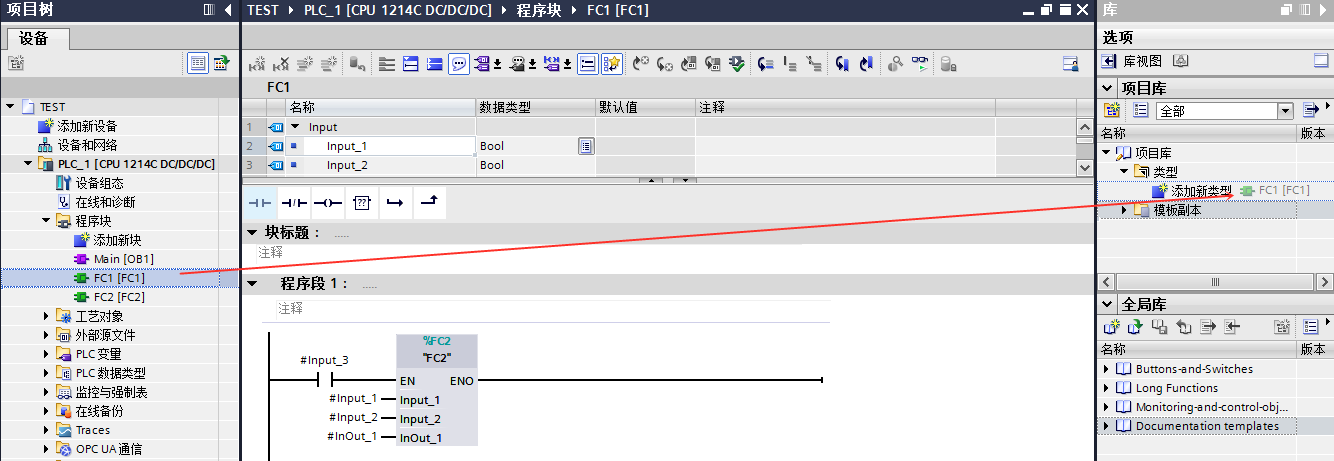 项目树
设备
TEST
添加新设备
设备和网络
PLC_1 [CPU 1214C DC/DC/DC]
设备组态
在线和诊断
程序块
添加新块
Main [OB1]
FC1 [FC1]
FC2 [FC2]
工艺对象
外部源文件
PLC 变量
PLC 数据类型
监控与强制表
在线备份
Traces
OPC UA 通信
TEST PLC_1 [CPU 1214C DC/DC/DC] 程序块 FC1 [FC1]
FC1
名称 数据类型 默认值 注释
1 Input
2 Input_1 Bool
3 Input_2 Bool
??
块标题： .....
注释
程序段 1： .....
注释
%FC2
"FC2"
#Input_3
EN ENO
#Input_1 Input_1
#Input_2 Input_2
#InOut_1 InOut_1
库
选项
库视图
项目库
全部
名称 版本
项目库
类型
添加新类型 FC1 [FC1]
模板副本
全局库
名称 版本
Buttons-and-Switches
Long Functions
Monitoring-and-control-obj...
Documentation templates